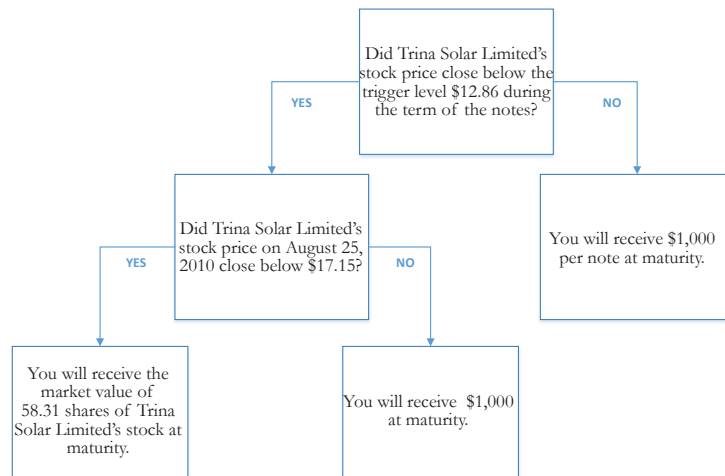 Did Trina Solar Limited's
stock price close below the
trigger level $12.86 during
the term of the notes?
YES
NO
Did Trina Solar Limited's
stock price on August 25,
2010 close below $17.15?
You will receive $1,000
per note at maturity.
YES
NO
You will receive the
market value of
58.31 shares of Trina
Solar Limited's stock at
maturity.
You will receive $1,000
at maturity.